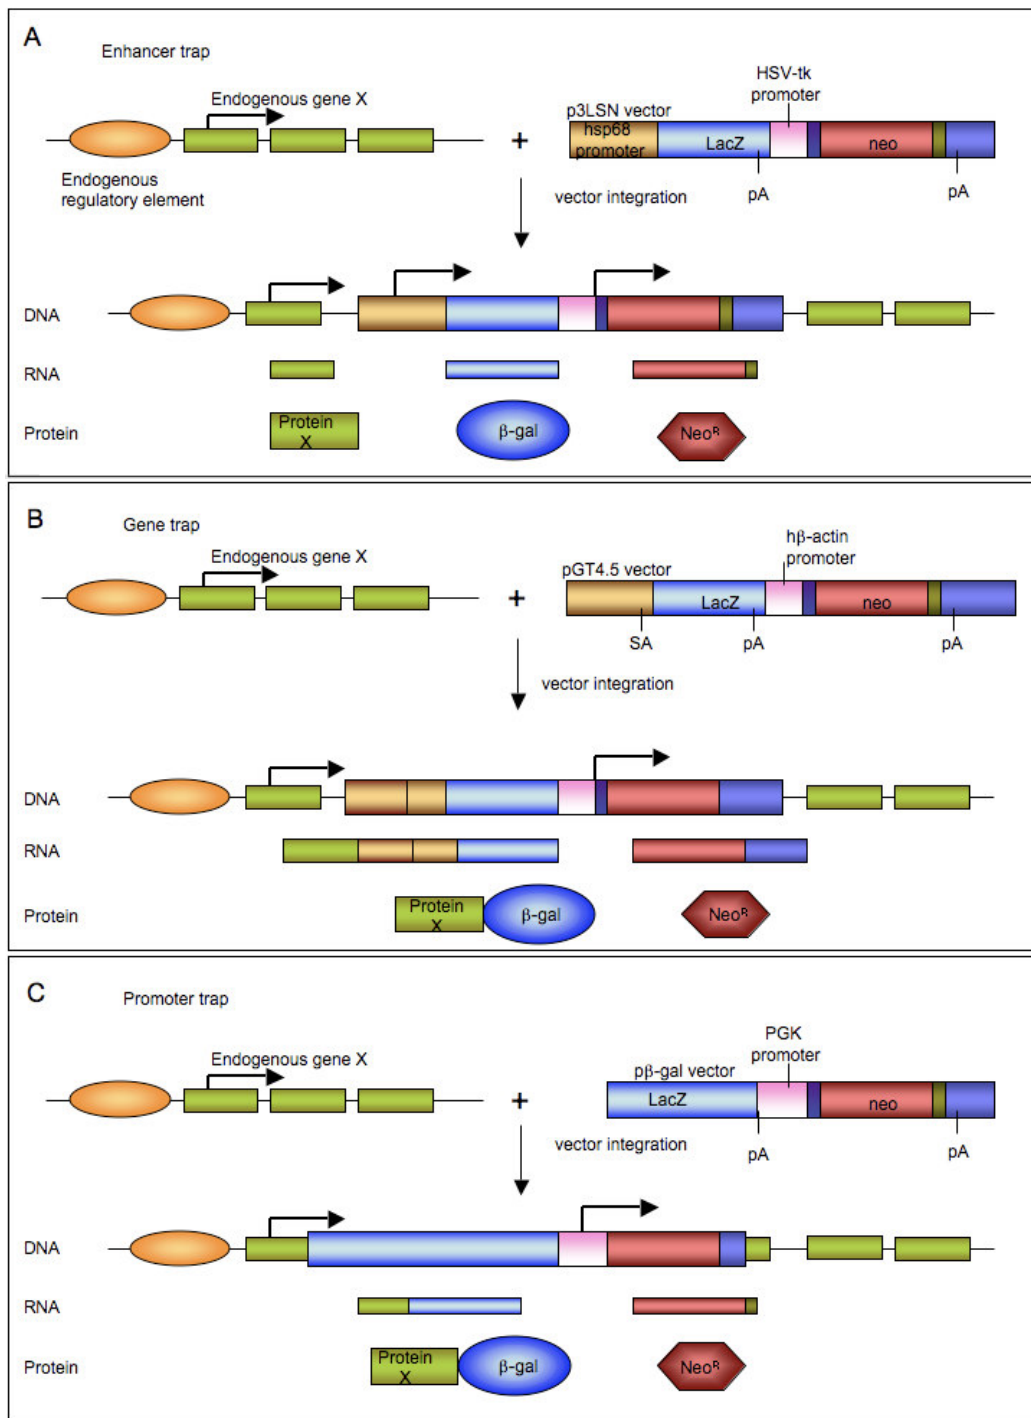 A
Enhancer trap
Endogenous gene X
Endogenous
regulatory element
+
p3LSN vector
HSV-tk
promoter
hsp68
promoter
LacZ
neo
pA
pA
vector integration
DNA
RNA
Protein
Protein
X
β-gal
Neoᴿ
B
Gene trap
Endogenous gene X
+
pGT4.5 vector
hβ-actin
promoter
LacZ
neo
SA
pA
pA
vector integration
DNA
RNA
Protein
Protein
X
β-gal
Neoᴿ
C
Promoter trap
Endogenous gene X
+
pβ-gal vector
PGK
promoter
LacZ
neo
pA
pA
vector integration
DNA
RNA
Protein
Protein
X
β-gal
Neoᴿ